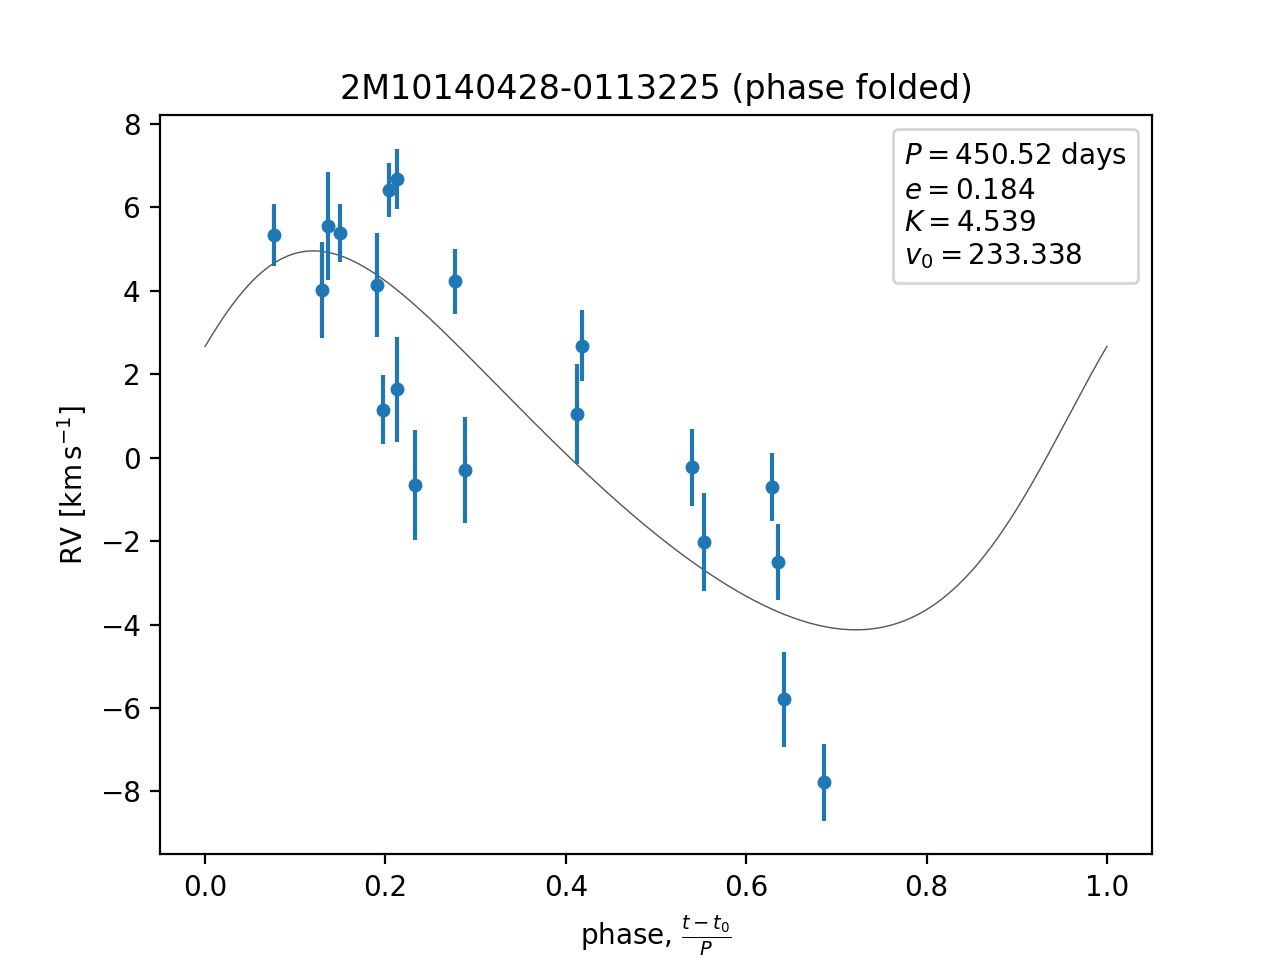 2M10140428-0113225 (phase folded)
P = 450.52 days
e = 0.184
K = 4.539
v₀ = 233.338
8
6
4
2
0
−2
−4
−6
−8
RV [km s⁻¹]
0.0 0.2 0.4 0.6 0.8 1.0
phase, (t − t₀)/P